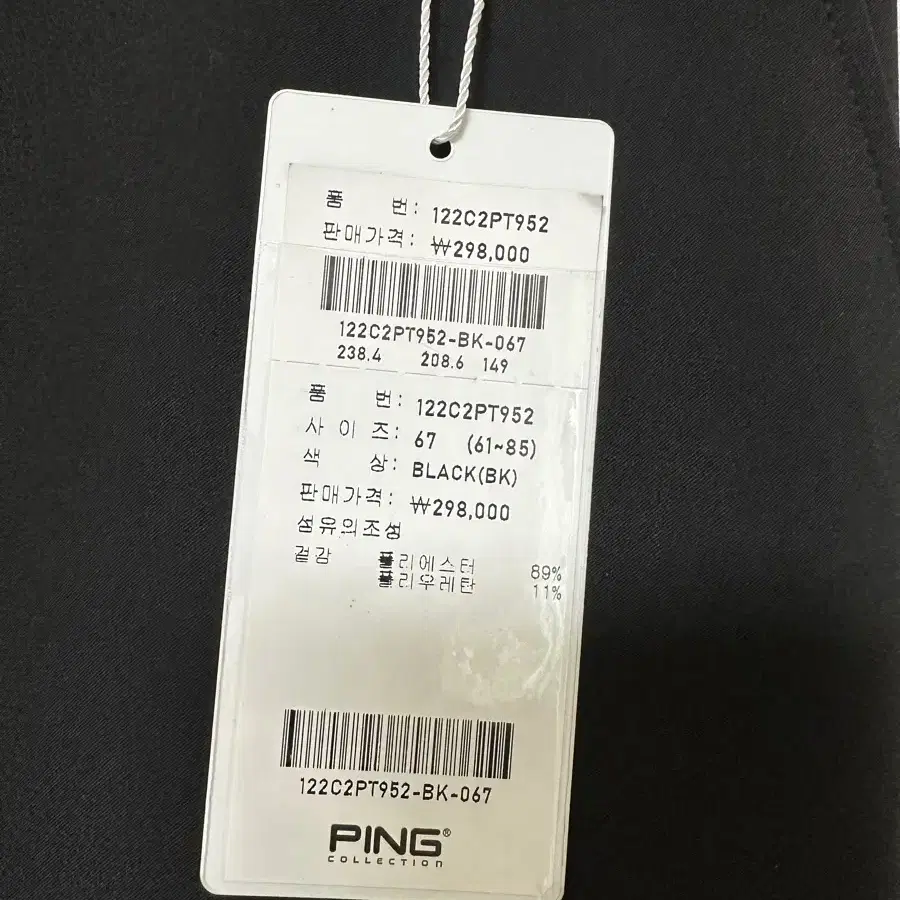 품 번: 122C2PT952
판매가격: ₩298,000
122C2PT952-BK-067
238.4 208.6 149
품 번: 122C2PT952
사 이 즈: 67 (61~85)
색 상: BLACK(BK)
판매가격: ₩298,000
섬유의조성
겉감 폴리에스터 89%
폴리우레탄 11%
122C2PT952-BK-067
PING®
COLLECTION